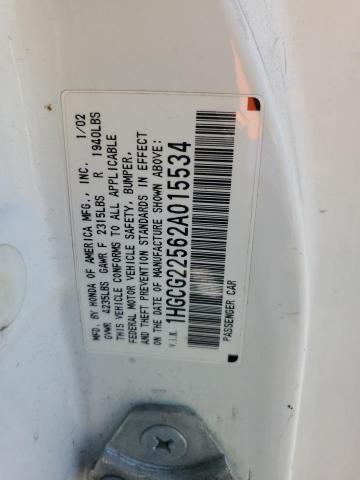 MFD. BY HONDA OF AMERICA MFG., INC. 1/02
GVWR 4235LBS GAWR F 2315LBS R 1940LBS
THIS VEHICLE CONFORMS TO ALL APPLICABLE
FEDERAL MOTOR VEHICLE SAFETY, BUMPER,
AND THEFT PREVENTION STANDARDS IN EFFECT
ON THE DATE OF MANUFACTURE SHOWN ABOVE:
V.I.N. 1HGCG22562A015534
PASSENGER CAR